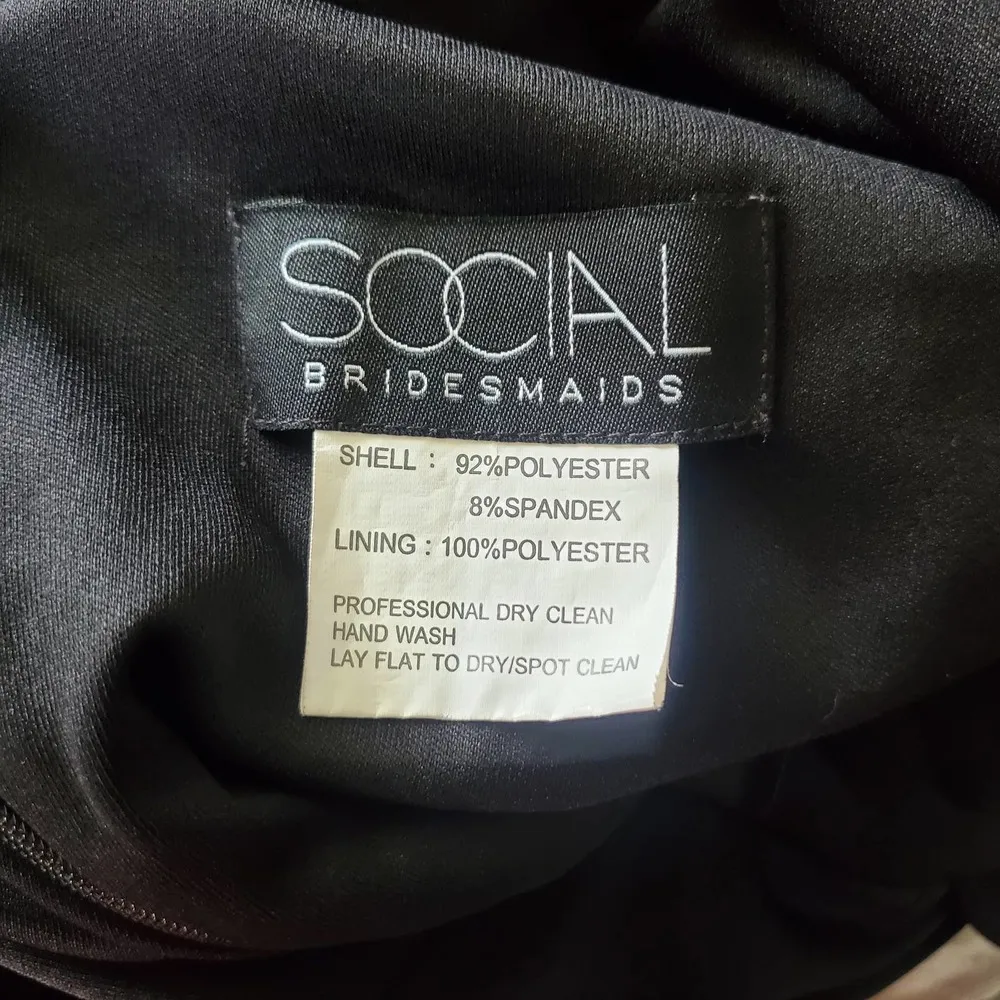 SOCIAL
BRIDESMAIDS
SHELL : 92%POLYESTER
8%SPANDEX
LINING : 100%POLYESTER
PROFESSIONAL DRY CLEAN
HAND WASH
LAY FLAT TO DRY/SPOT CLEAN